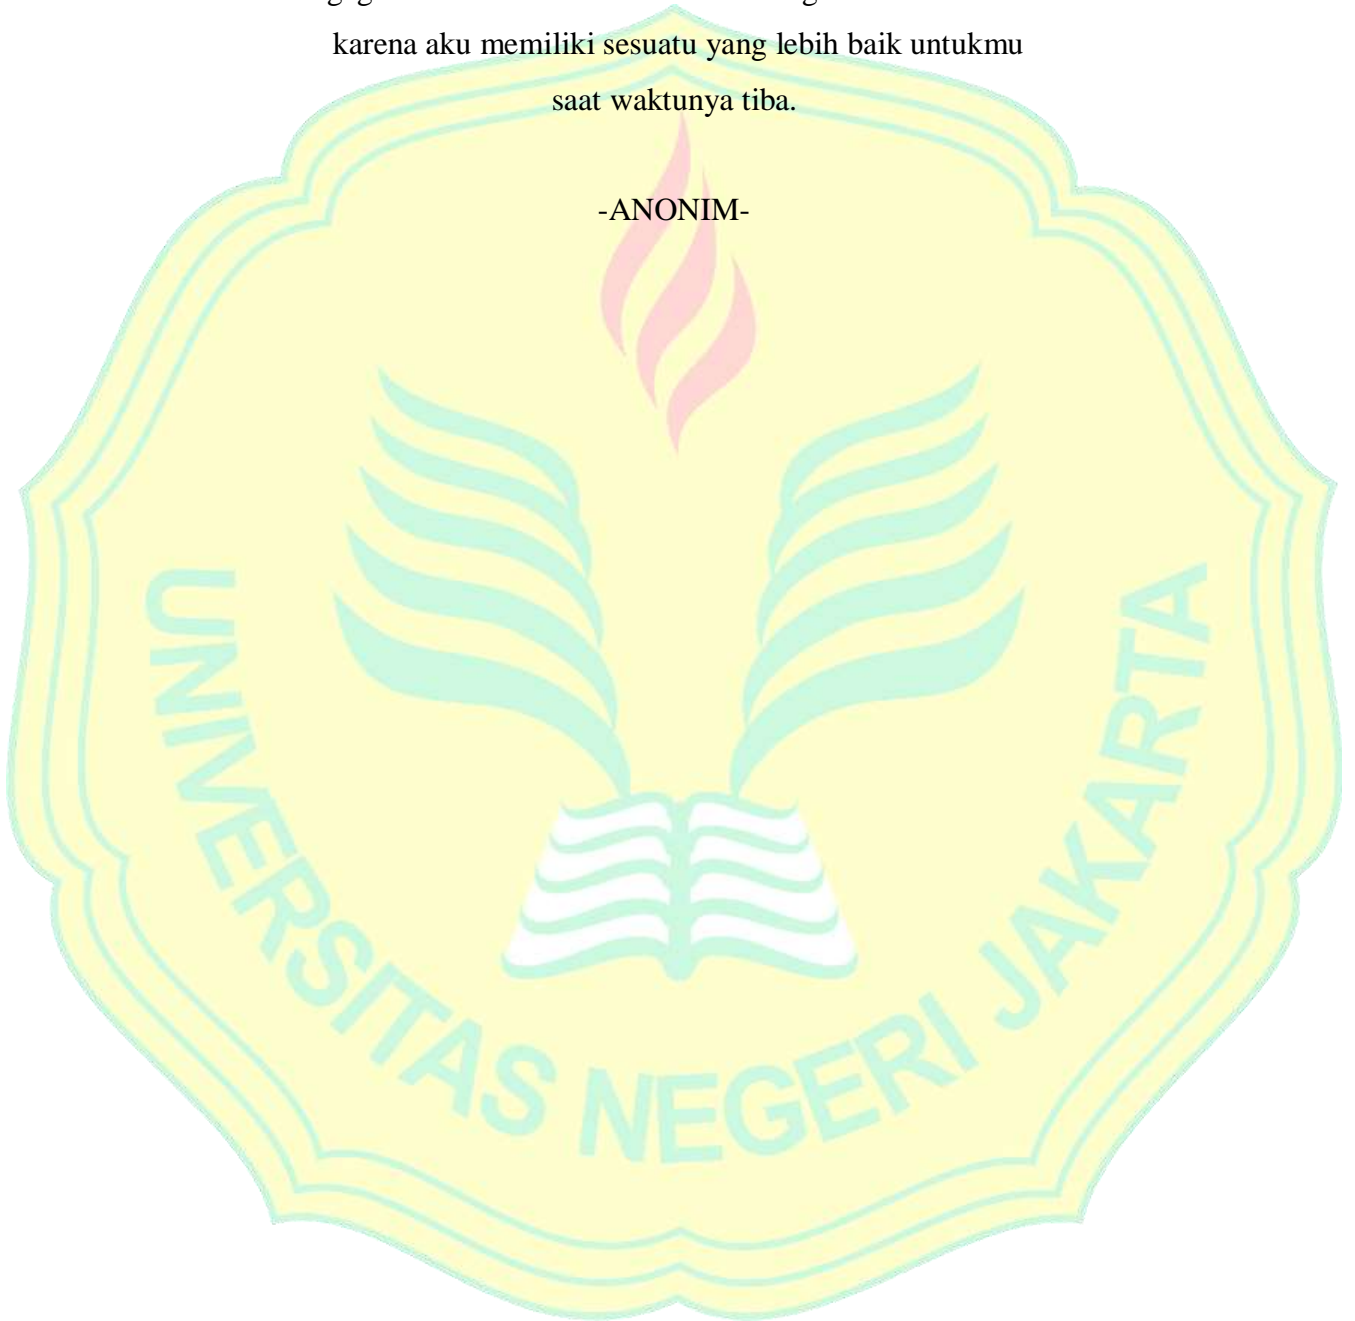 karena aku memiliki sesuatu yang lebih baik untukmu
saat waktunya tiba.
-ANONIM-
UNIVERSITAS NEGERI JAKARTA